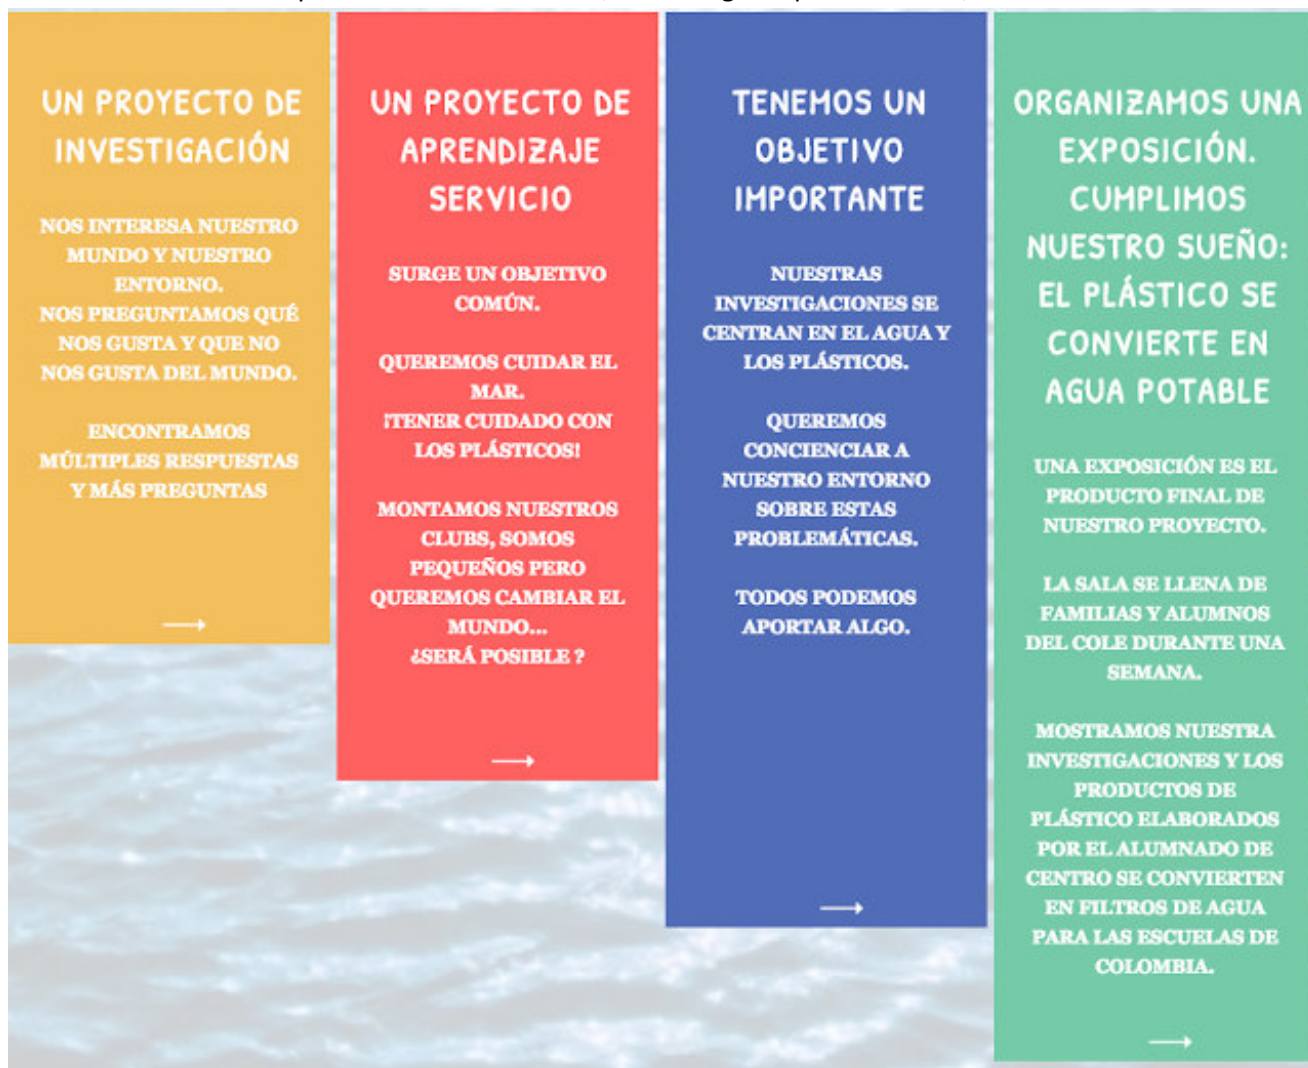 UN PROYECTO DE
INVESTIGACIÓN
NOS INTERESA NUESTRO
MUNDO Y NUESTRO
ENTORNO.
NOS PREGUNTAMOS QUÉ
NOS GUSTA Y QUE NO
NOS GUSTA DEL MUNDO.
ENCONTRAMOS
MÚLTIPLES RESPUESTAS
Y MÁS PREGUNTAS
UN PROYECTO DE
APRENDIZAJE
SERVICIO
SURGE UN OBJETIVO
COMÚN.
QUEREMOS CUIDAR EL
MAR.
¡TENER CUIDADO CON
LOS PLÁSTICOS!
MONTAMOS NUESTROS
CLUBS, SOMOS
PEQUEÑOS PERO
QUEREMOS CAMBIAR EL
MUNDO...
¿SERÁ POSIBLE ?
TENEMOS UN
OBJETIVO
IMPORTANTE
NUESTRAS
INVESTIGACIONES SE
CENTRAN EN EL AGUA Y
LOS PLÁSTICOS.
QUEREMOS
CONCIENCIAR A
NUESTRO ENTORNO
SOBRE ESTAS
PROBLEMÁTICAS.
TODOS PODEMOS
APORTAR ALGO.
ORGANIZAMOS UNA
EXPOSICIÓN.
CUMPLIMOS
NUESTRO SUEÑO:
EL PLÁSTICO SE
CONVIERTE EN
AGUA POTABLE
UNA EXPOSICIÓN ES EL
PRODUCTO FINAL DE
NUESTRO PROYECTO.
LA SALA SE LLENA DE
FAMILIAS Y ALUMNOS
DEL COLE DURANTE UNA
SEMANA.
MOSTRAMOS NUESTRA
INVESTIGACIONES Y LOS
PRODUCTOS DE
PLÁSTICO ELABORADOS
POR EL ALUMNADO DE
CENTRO SE CONVIERTEN
EN FILTROS DE AGUA
PARA LAS ESCUELAS DE
COLOMBIA.